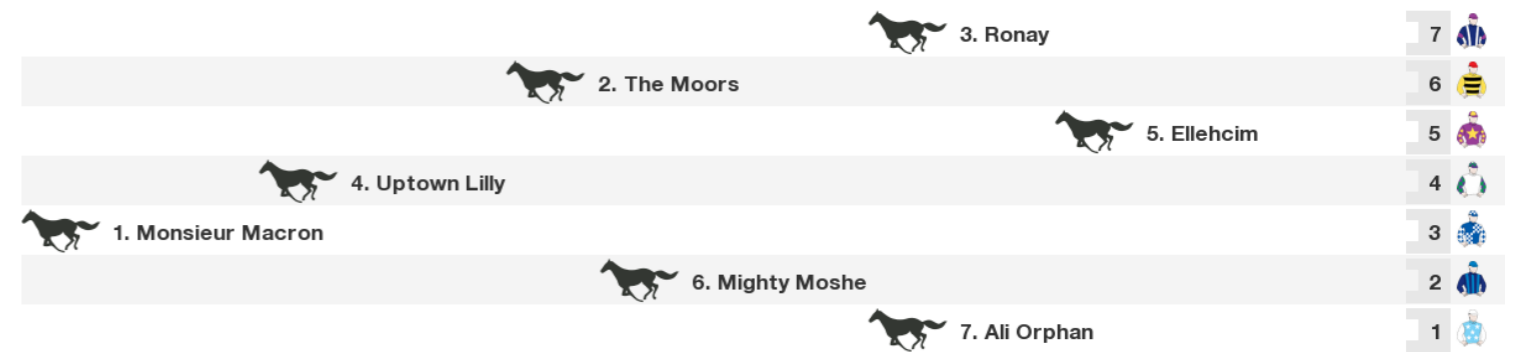 3. Ronay 7
2. The Moors 6
5. Ellehcim 5
4. Uptown Lilly 4
1. Monsieur Macron 3
6. Mighty Moshe 2
7. Ali Orphan 1